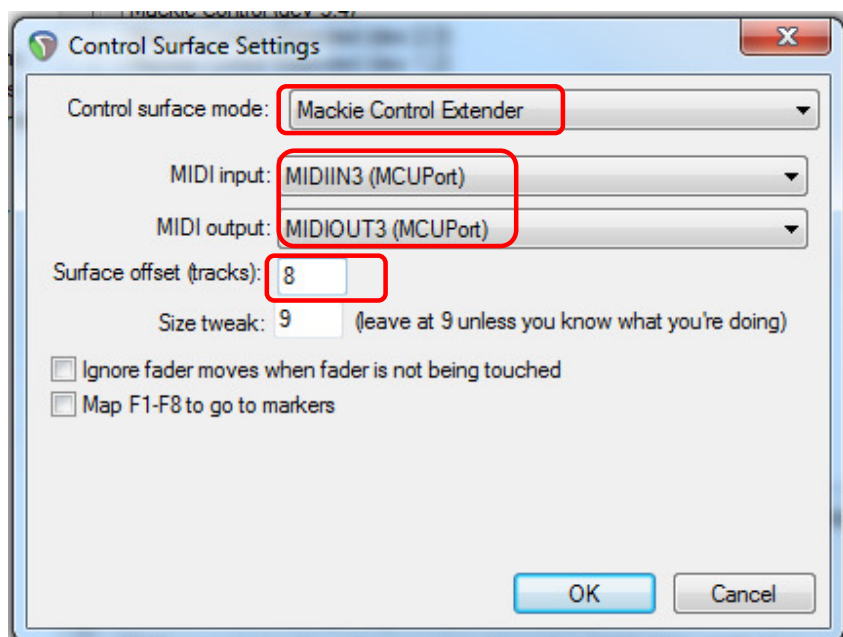 Control Surface Settings
Control surface mode: Mackie Control Extender
MIDI input: MIDIIN3 (MCUPort)
MIDI output: MIDIOUT3 (MCUPort)
Surface offset (tracks): 8
Size tweak: 9 (leave at 9 unless you know what you're doing)
Ignore fader moves when fader is not being touched
Map F1-F8 to go to markers
OK Cancel